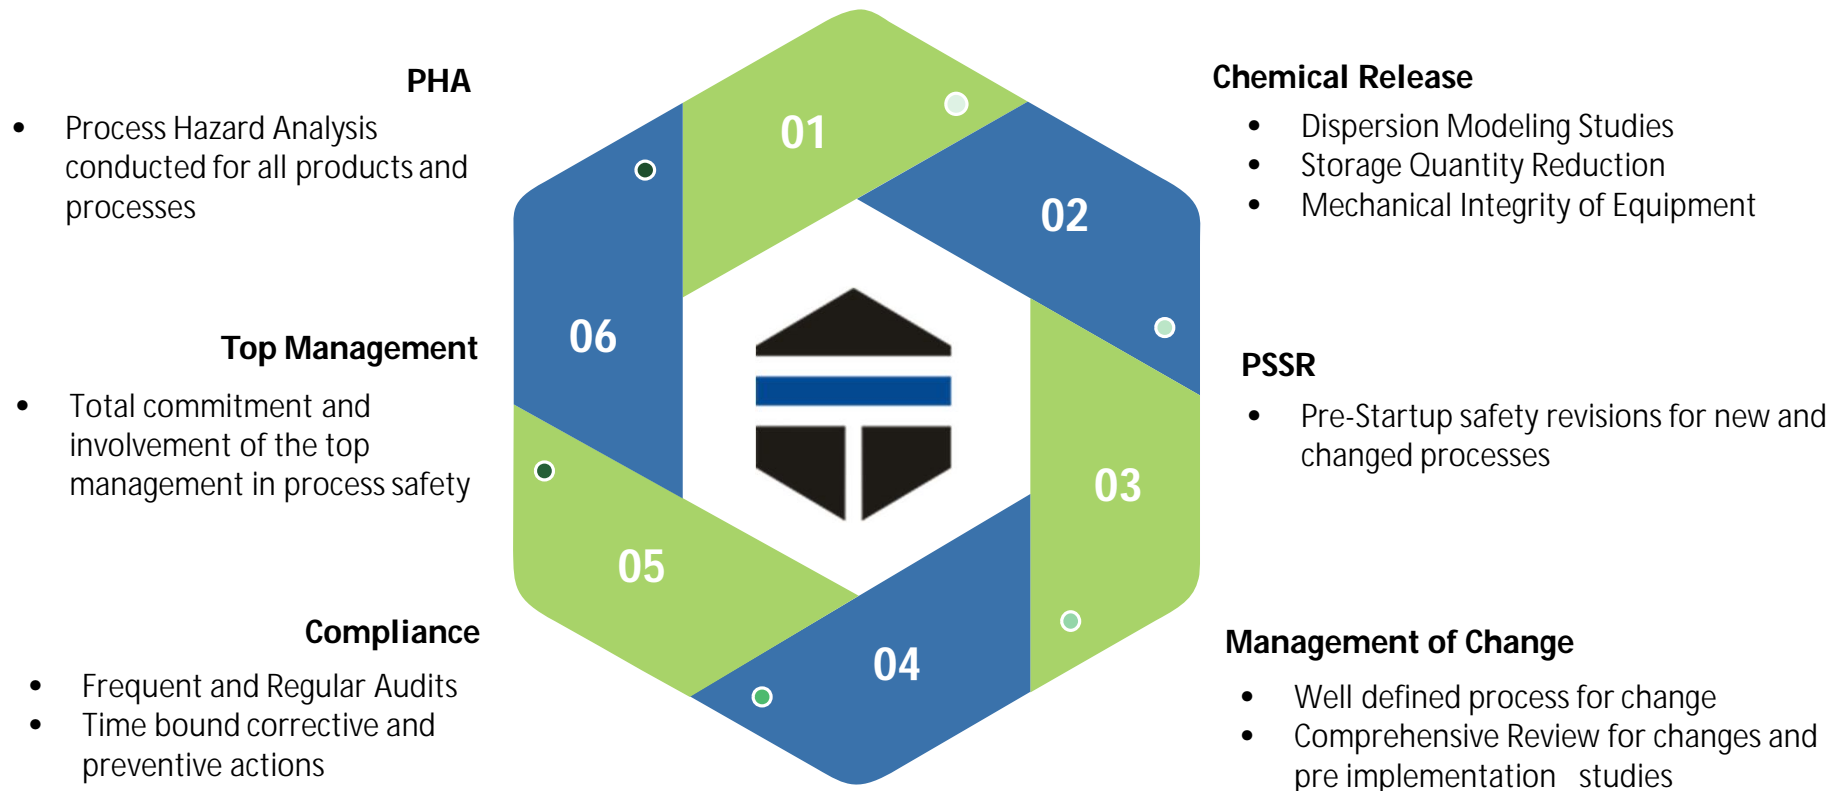 PHA
• Process Hazard Analysis
conducted for all products and
processes
Top Management
• Total commitment and
involvement of the top
management in process safety
Compliance
• Frequent and Regular Audits
• Time bound corrective and
preventive actions
01
02
03
04
05
06
Chemical Release
• Dispersion Modeling Studies
• Storage Quantity Reduction
• Mechanical Integrity of Equipment
PSSR
• Pre-Startup safety revisions for new and
changed processes
Management of Change
• Well defined process for change
• Comprehensive Review for changes and
pre implementation studies